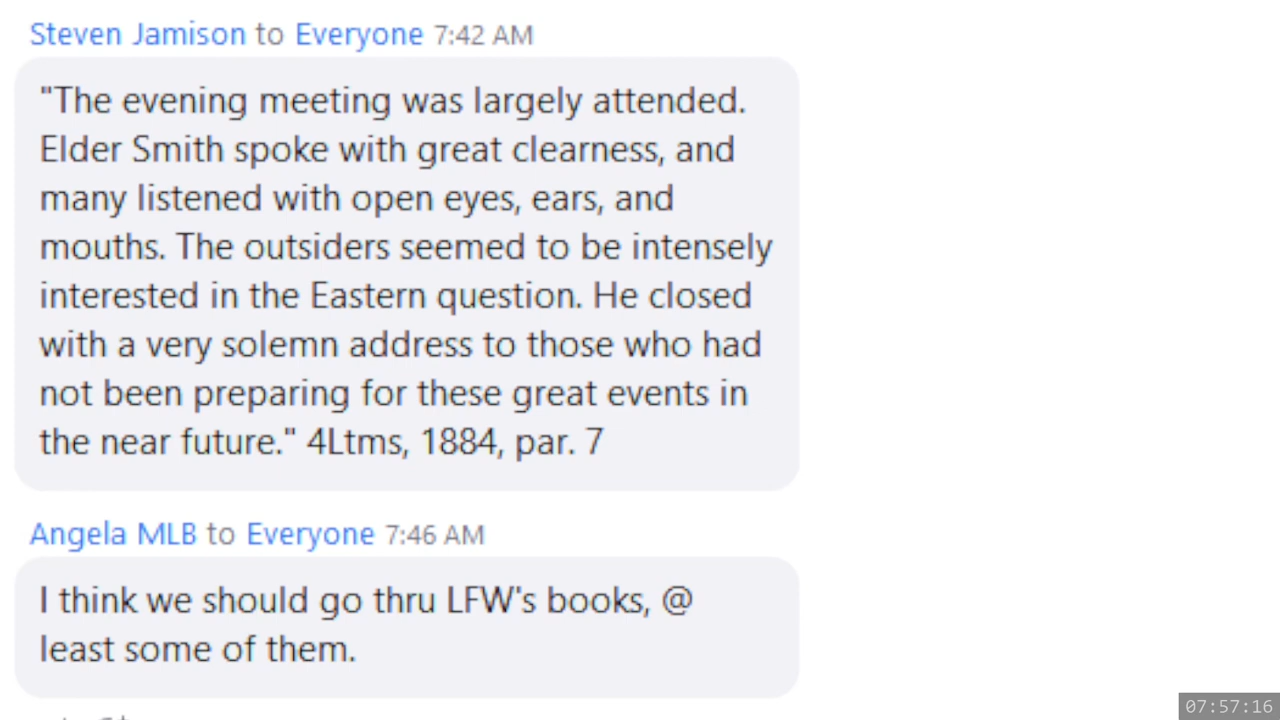 Steven Jamison to Everyone 7:42 AM
"The evening meeting was largely attended.
Elder Smith spoke with great clearness, and
many listened with open eyes, ears, and
mouths. The outsiders seemed to be intensely
interested in the Eastern question. He closed
with a very solemn address to those who had
not been preparing for these great events in
the near future." 4Ltms, 1884, par. 7
Angela MLB to Everyone 7:46 AM
I think we should go thru LFW's books, @
least some of them.
07:57:16